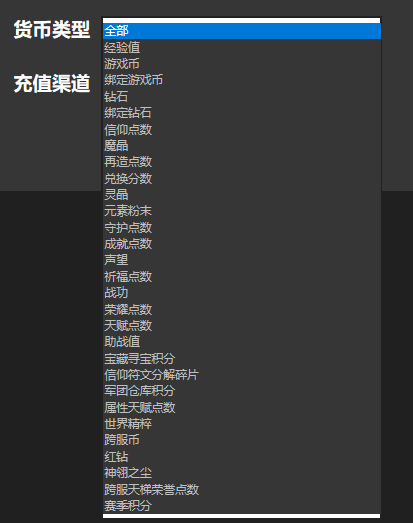 货币类型
全部
经验值
游戏币
绑定游戏币
充值渠道
钻石
绑定钻石
信仰点数
魔晶
再造点数
兑换分数
灵晶
元素粉末
守护点数
成就点数
声望
祈福点数
战功
荣耀点数
天赋点数
助战值
宝藏寻宝积分
信仰符文分解碎片
军团仓库积分
属性天赋点数
世界精粹
跨服币
红钻
神翎之尘
跨服天梯荣誉点数
赛季积分